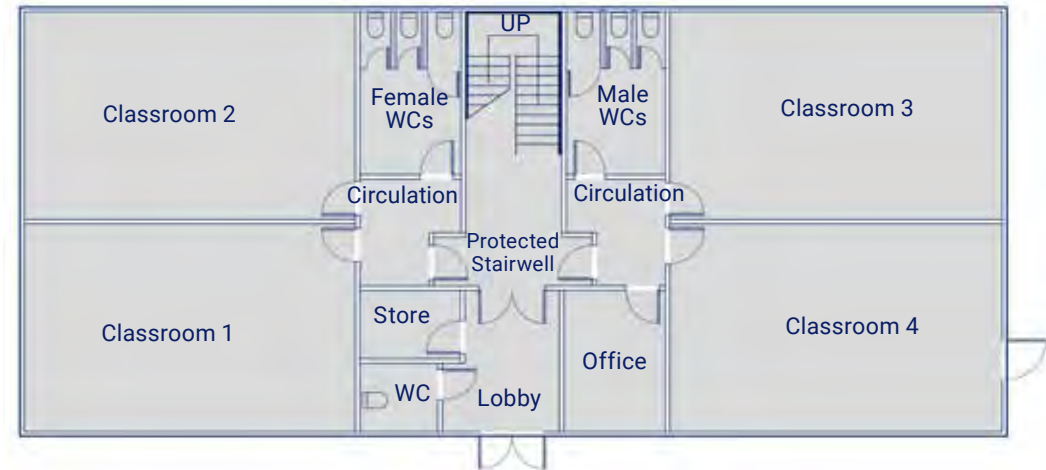 UP
Classroom 2
Female
WCs
Male
WCs
Classroom 3
Circulation
Circulation
Protected
Stairwell
Classroom 1
Store
Classroom 4
Office
WC
Lobby